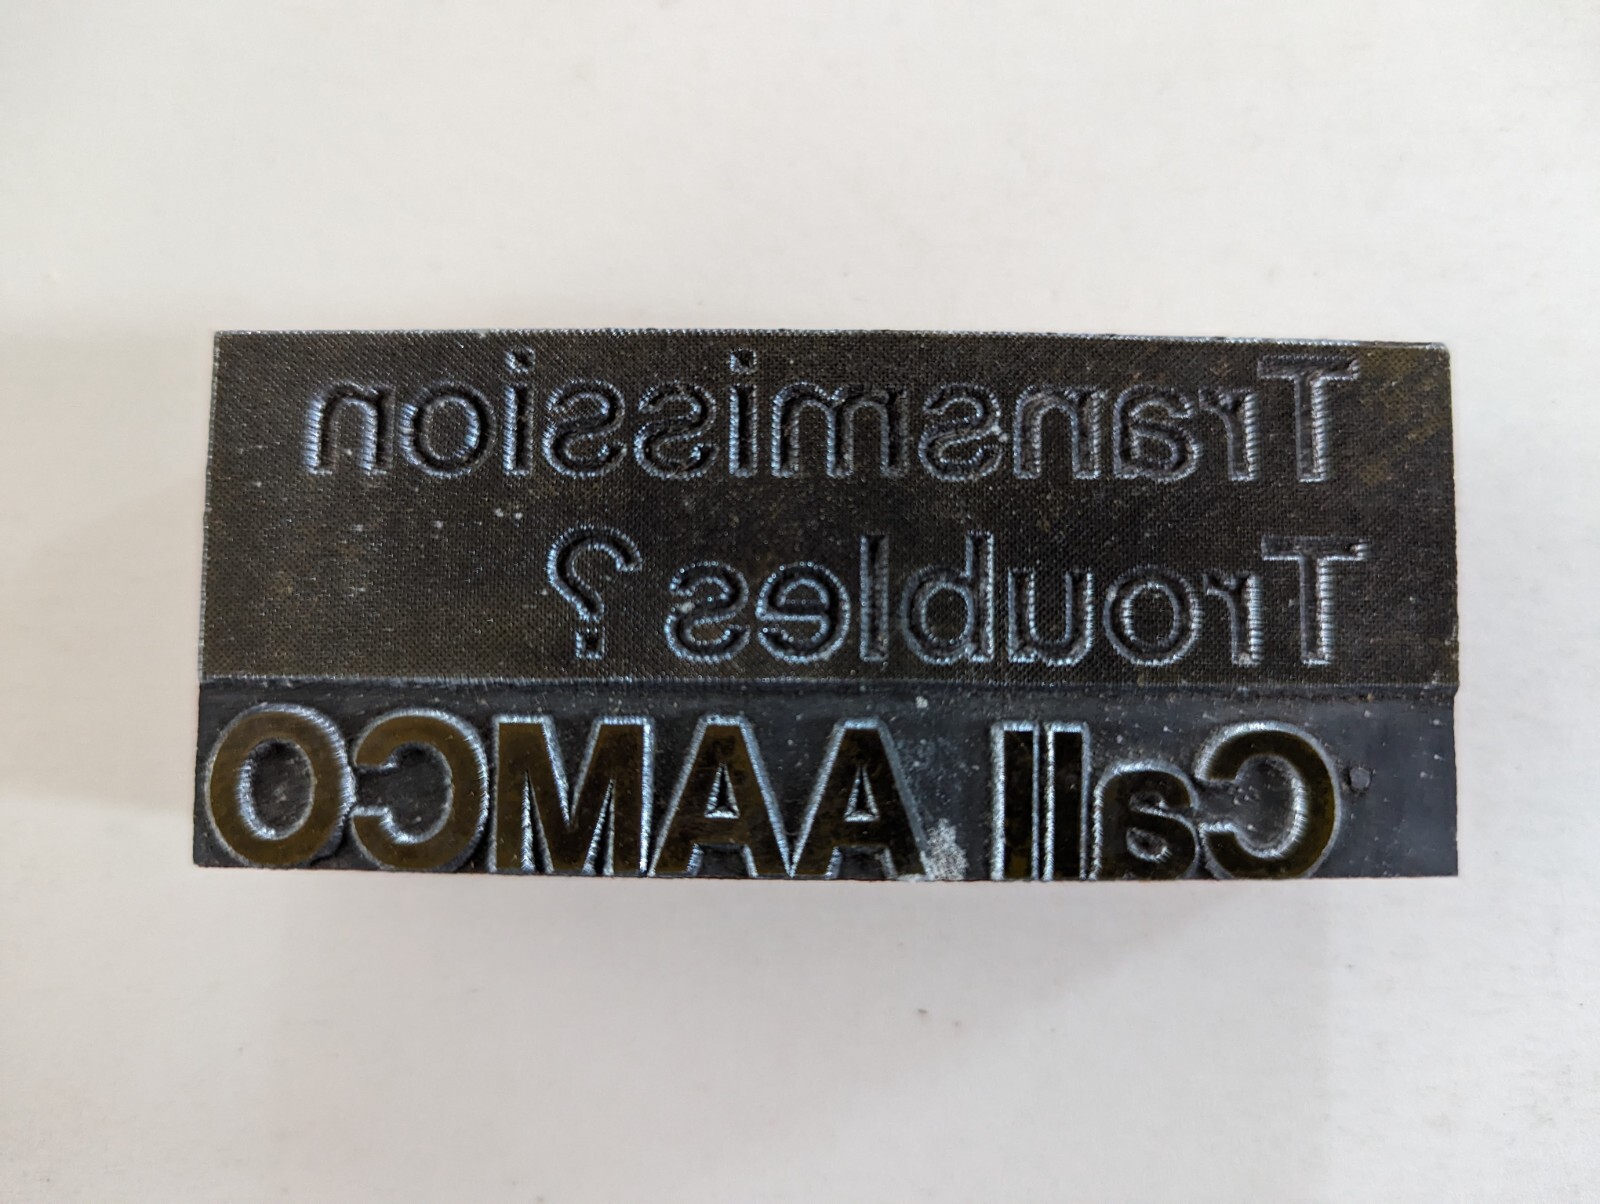 Transmission
Troubles?
Call AAMCO